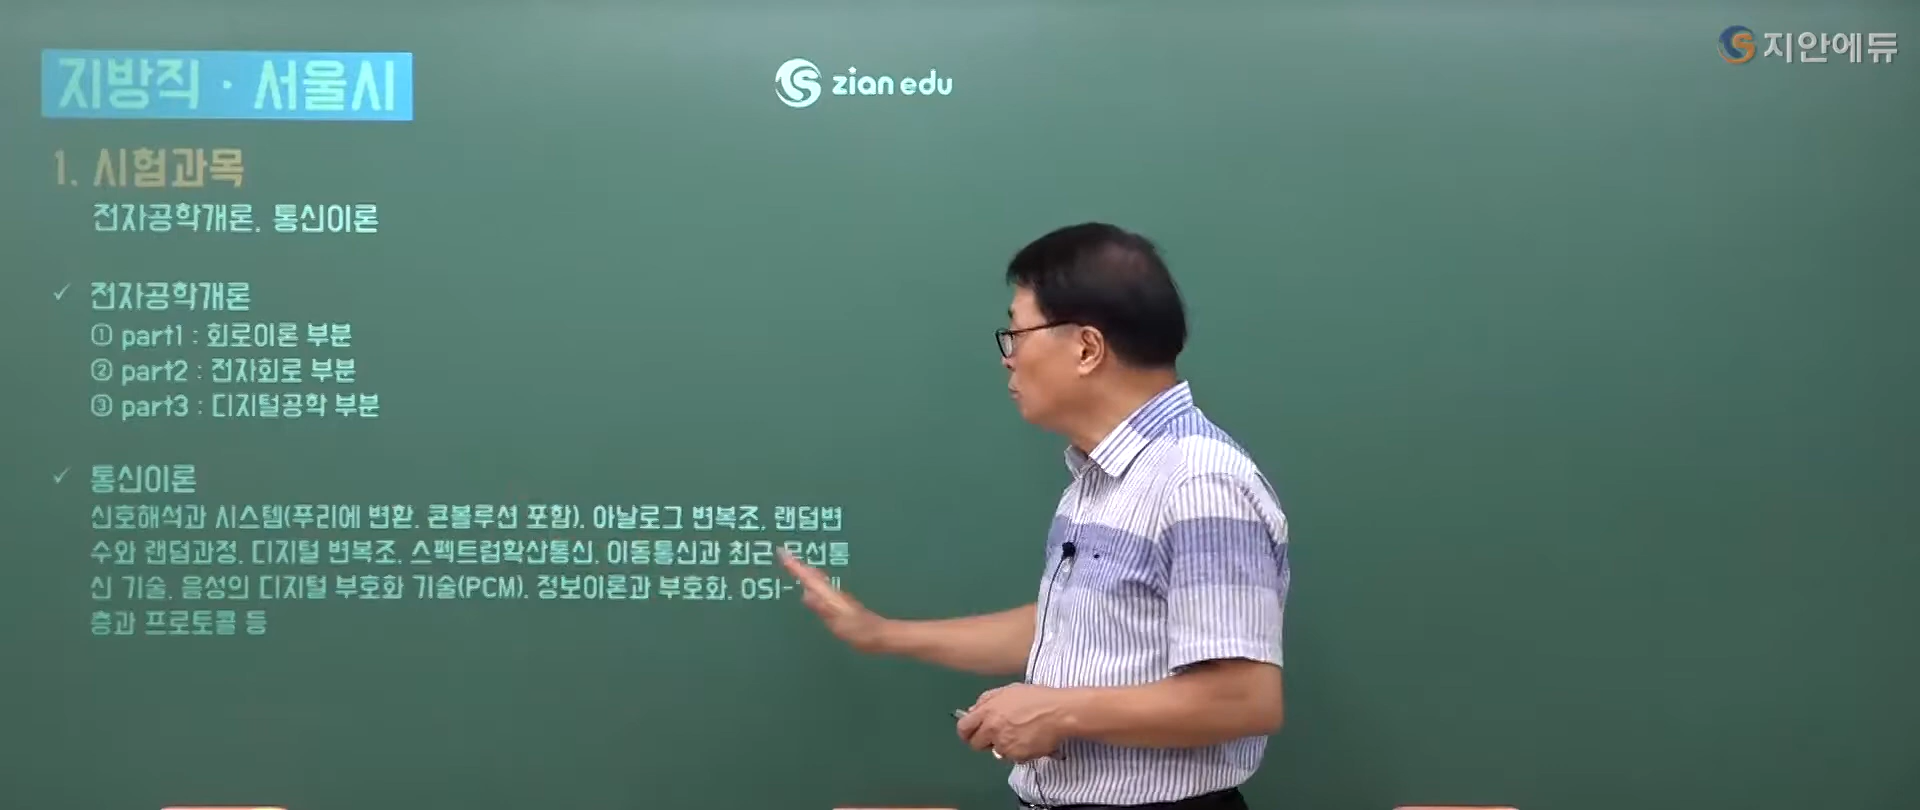 지방직 · 서울시
zian edu
지안에듀
1. 시험과목
전자공학개론, 통신이론
✓ 전자공학개론
① part1 : 회로이론 부분
② part2 : 전자회로 부분
③ part3 : 디지털공학 부분
✓ 통신이론
신호해석과 시스템(푸리에 변환, 콘볼루션 포함), 아날로그 변복조, 랜덤변
수와 랜덤과정, 디지털 변복조, 스펙트럼확산통신, 이동통신과 최근 무선통
신 기술, 음성의 디지털 부호화 기술(PCM), 정보이론과 부호화, OSI-
층과 프로토콜 등